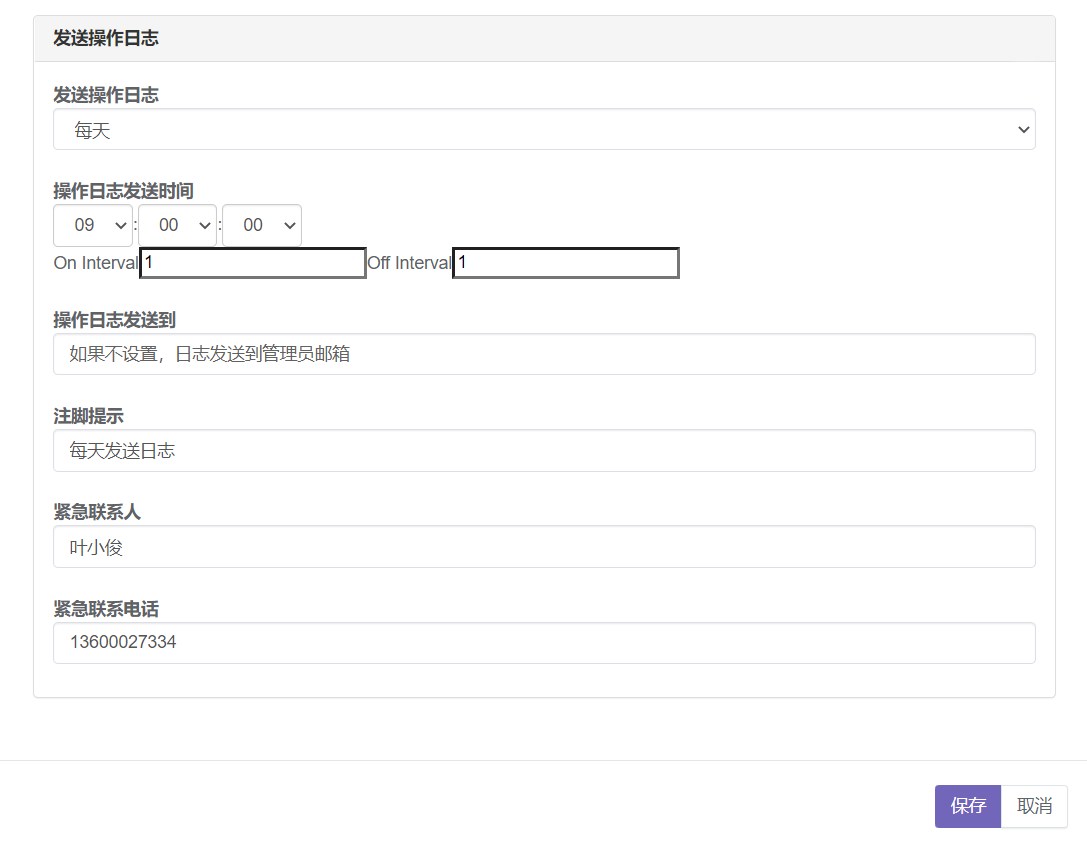 发送操作日志
发送操作日志
每天
操作日志发送时间
09 : 00 : 00
On Interval 1 Off Interval 1
操作日志发送到
如果不设置，日志发送到管理员邮箱
注脚提示
每天发送日志
紧急联系人
叶小俊
紧急联系电话
13600027334
保存 取消